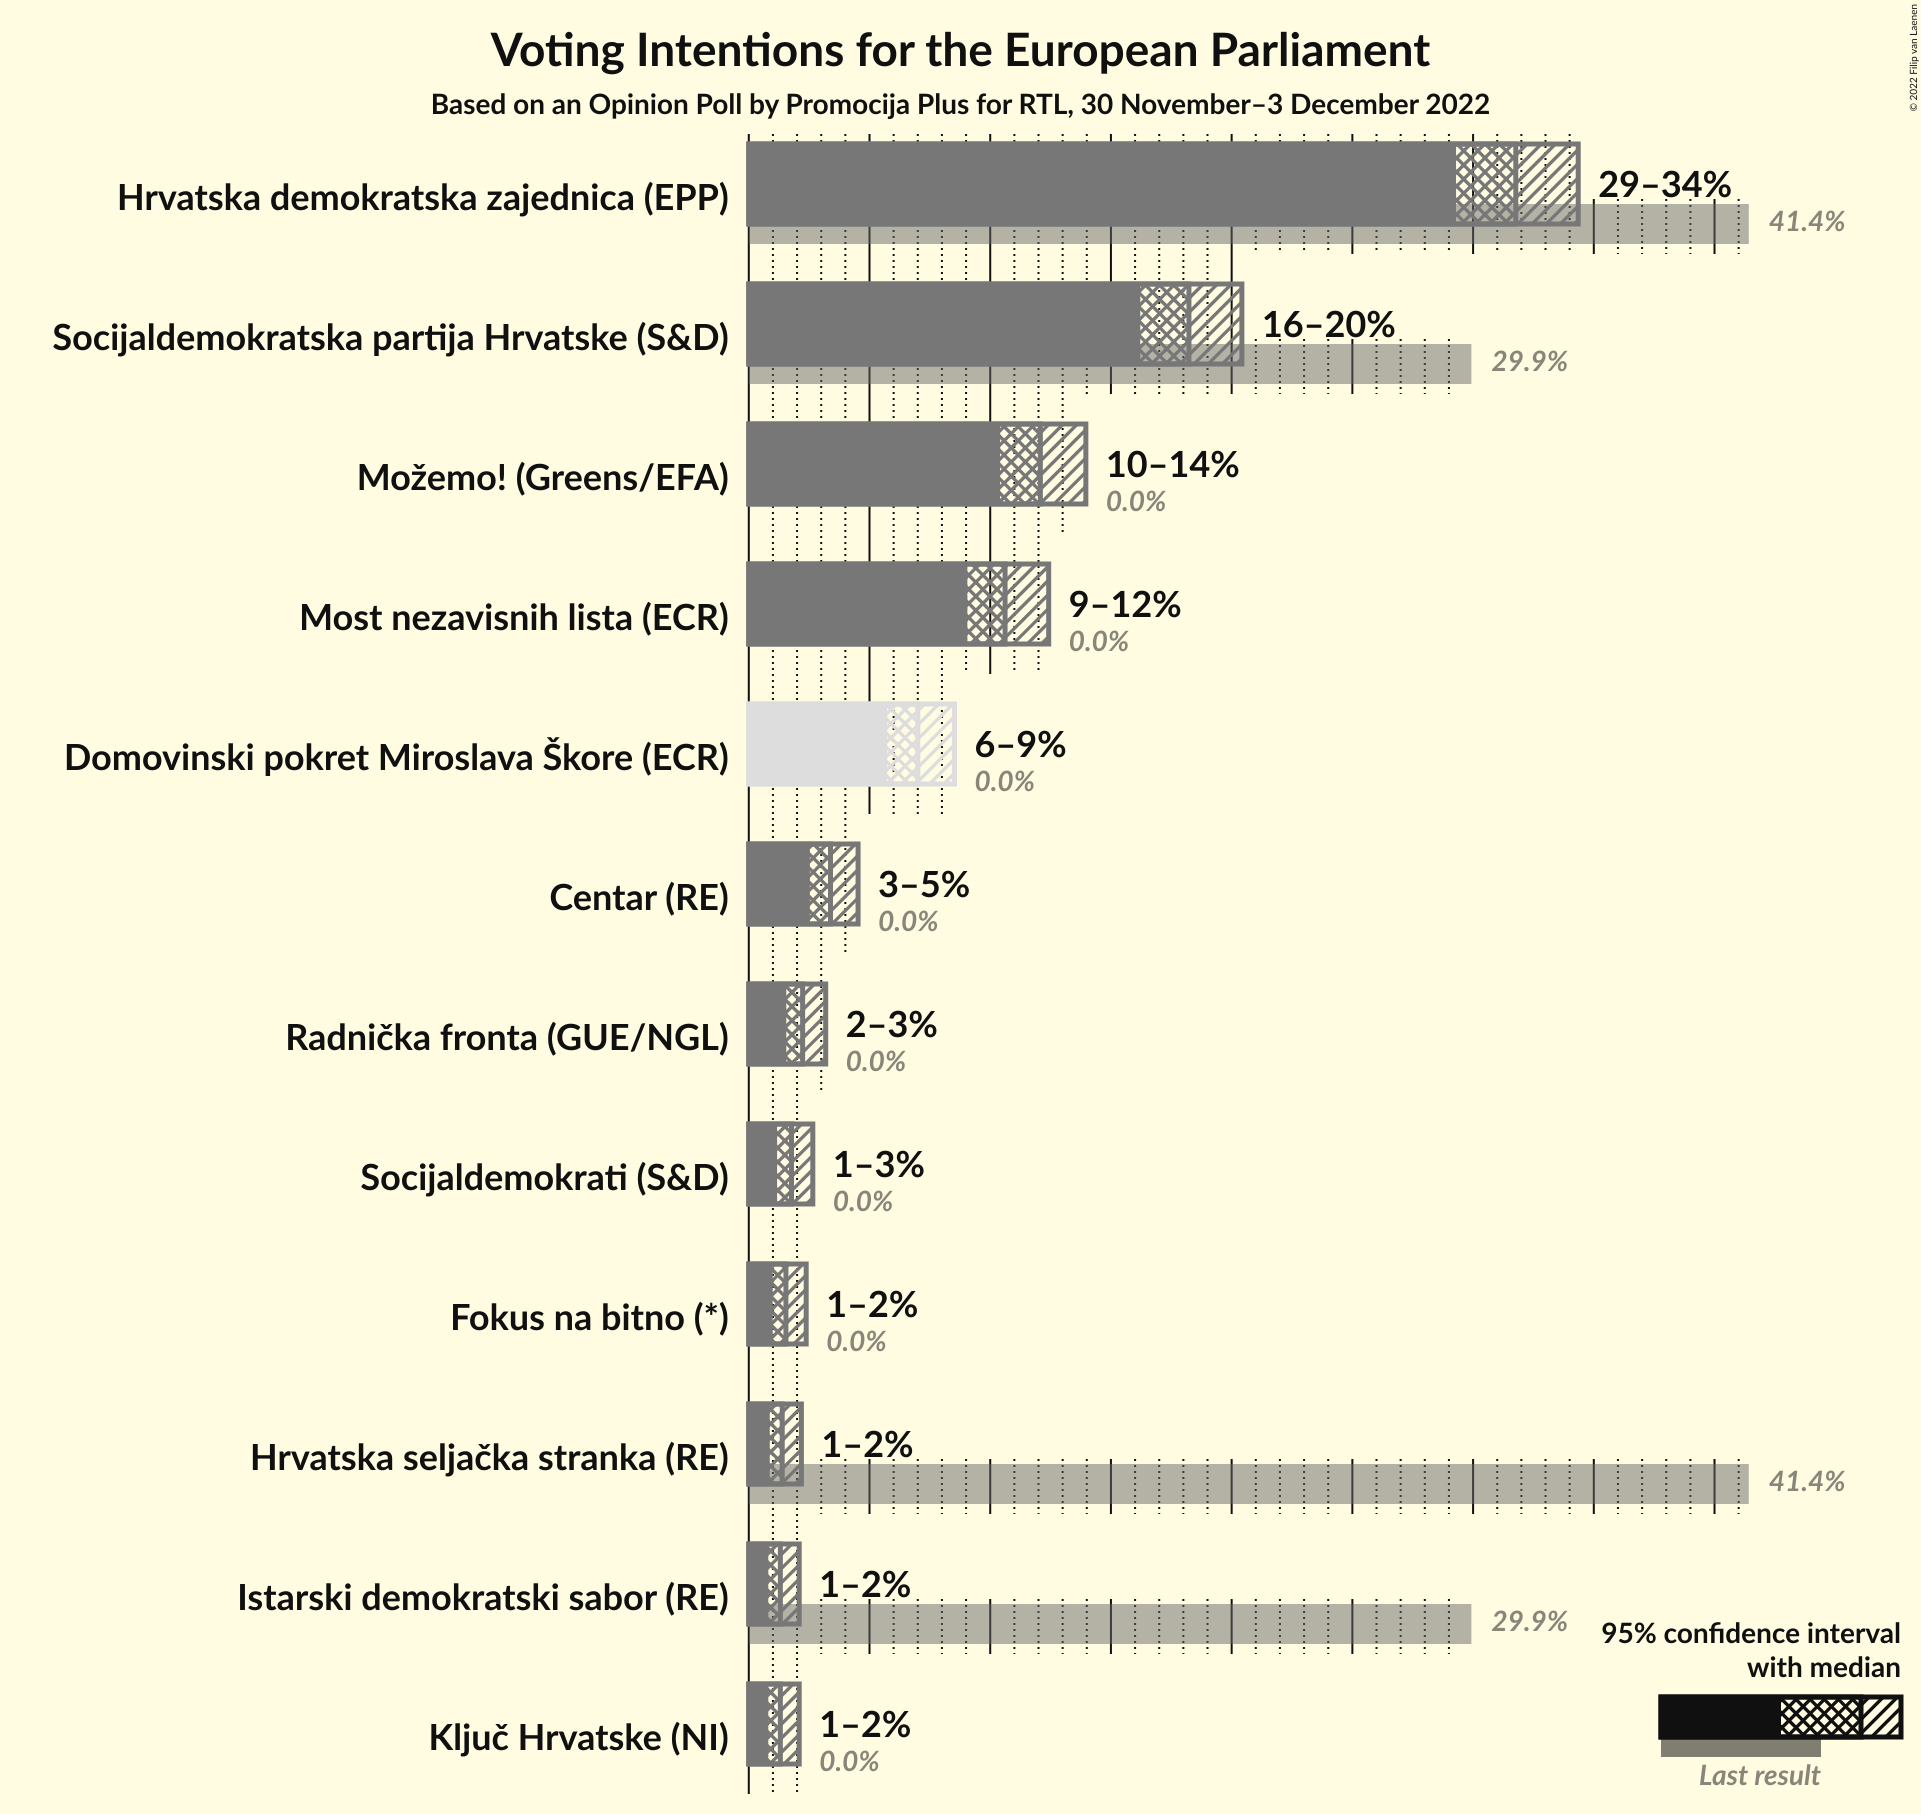 Voting Intentions for the European Parliament
Based on an Opinion Poll by Promocija Plus for RTL, 30 November–3 December 2022
© 2022 Filip van Laenen
Hrvatska demokratska zajednica (EPP)
29–34%
41.4%
Socijaldemokratska partija Hrvatske (S&D)
16–20%
29.9%
Možemo! (Greens/EFA)
10–14%
0.0%
Most nezavisnih lista (ECR)
9–12%
0.0%
Domovinski pokret Miroslava Škore (ECR)
6–9%
0.0%
Centar (RE)
3–5%
0.0%
Radnička fronta (GUE/NGL)
2–3%
0.0%
Socijaldemokrati (S&D)
1–3%
0.0%
Fokus na bitno (*)
1–2%
0.0%
Hrvatska seljačka stranka (RE)
1–2%
41.4%
Istarski demokratski sabor (RE)
1–2%
29.9%
Ključ Hrvatske (NI)
1–2%
0.0%
95% confidence interval
with median
Last result